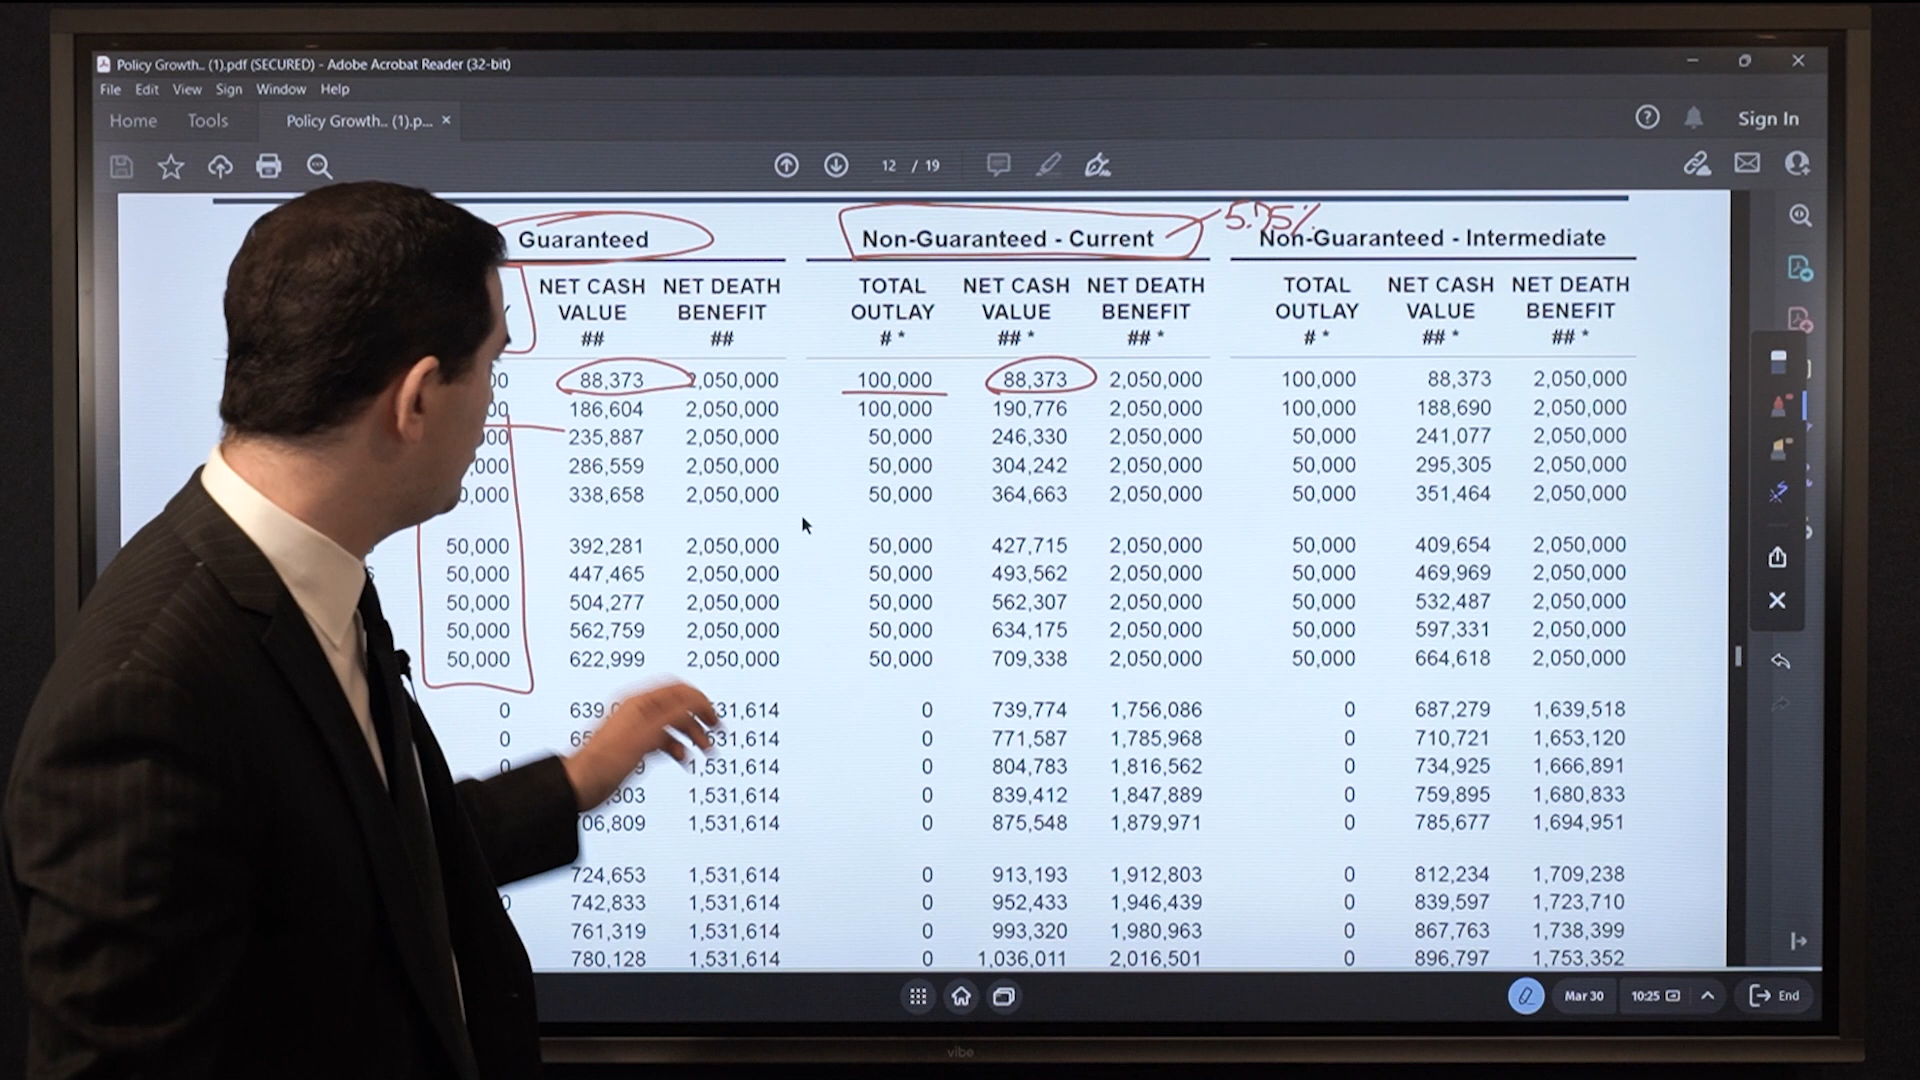 Policy Growth.. (1).pdf (SECURED) - Adobe Acrobat Reader (32-bit)
File Edit View Sign Window Help
Home Tools Policy Growth.. (1).p... × Sign In
12 / 19
5.75%
Guaranteed Non-Guaranteed - Current Non-Guaranteed - Intermediate
NET CASH NET DEATH TOTAL NET CASH NET DEATH TOTAL NET CASH NET DEATH
VALUE BENEFIT OUTLAY VALUE BENEFIT OUTLAY VALUE BENEFIT
## ## # * ## * ## * # * ## * ## *
88,373 2,050,000 100,000 88,373 2,050,000 100,000 88,373 2,050,000
186,604 2,050,000 100,000 190,776 2,050,000 100,000 188,690 2,050,000
235,887 2,050,000 50,000 246,330 2,050,000 50,000 241,077 2,050,000
286,559 2,050,000 50,000 304,242 2,050,000 50,000 295,305 2,050,000
338,658 2,050,000 50,000 364,663 2,050,000 50,000 351,464 2,050,000
50,000 392,281 2,050,000 50,000 427,715 2,050,000 50,000 409,654 2,050,000
50,000 447,465 2,050,000 50,000 493,562 2,050,000 50,000 469,969 2,050,000
50,000 504,277 2,050,000 50,000 562,307 2,050,000 50,000 532,487 2,050,000
50,000 562,759 2,050,000 50,000 634,175 2,050,000 50,000 597,331 2,050,000
50,000 622,999 2,050,000 50,000 709,338 2,050,000 50,000 664,618 2,050,000
0 0 739,774 1,756,086 0 687,279 1,639,518
0 0 771,587 1,785,968 0 710,721 1,653,120
1,531,614 0 804,783 1,816,562 0 734,925 1,666,891
1,531,614 0 839,412 1,847,889 0 759,895 1,680,833
1,531,614 0 875,548 1,879,971 0 785,677 1,694,951
724,653 1,531,614 0 913,193 1,912,803 0 812,234 1,709,238
742,833 1,531,614 0 952,433 1,946,439 0 839,597 1,723,710
761,319 1,531,614 0 993,320 1,980,963 0 867,763 1,738,399
780,128 1,531,614 0 1,036,011 2,016,501 0 896,797 1,753,352
Mar 30 10:25 End
vibe